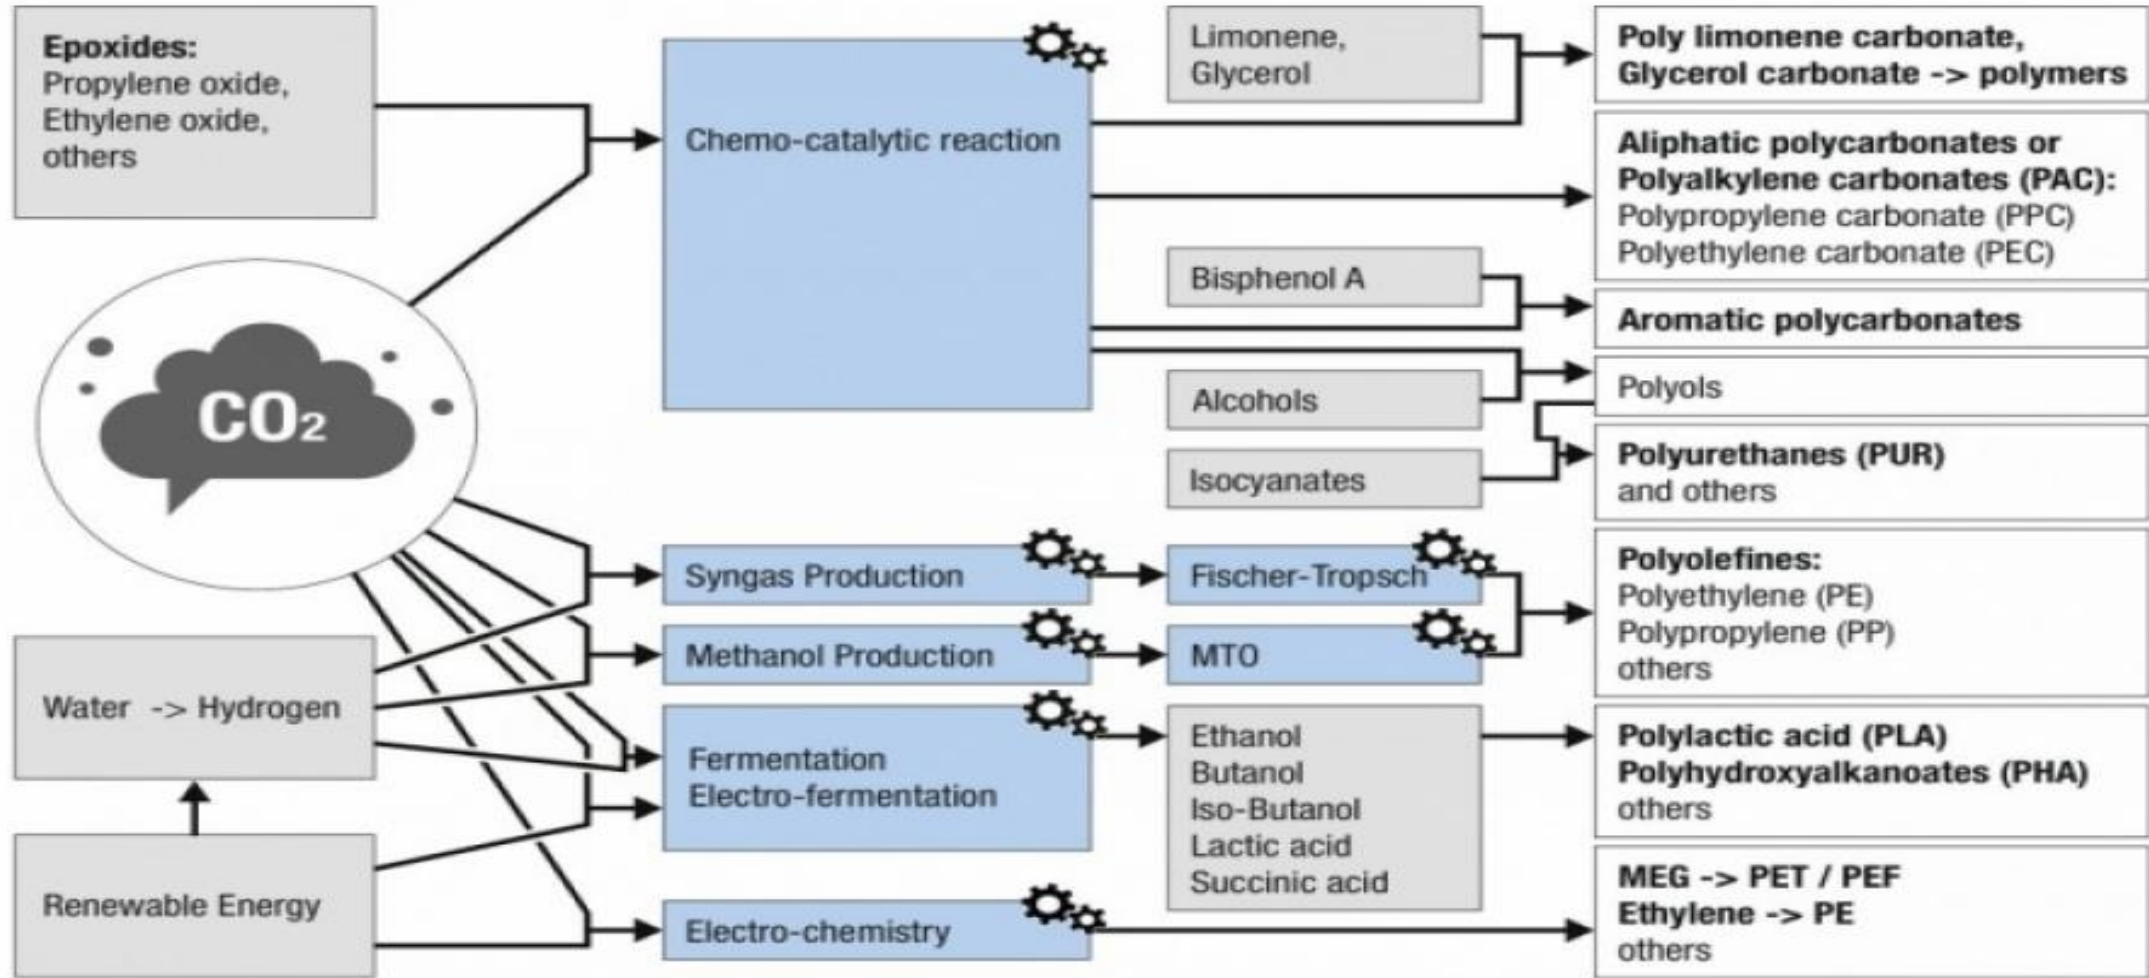 Epoxides:
Propylene oxide,
Ethylene oxide,
others
CO₂
Water -> Hydrogen
Renewable Energy
Chemo-catalytic reaction
Syngas Production
Methanol Production
Fermentation
Electro-fermentation
Electro-chemistry
Limonene,
Glycerol
Bisphenol A
Alcohols
Isocyanates
Fischer-Tropsch
MTO
Ethanol
Butanol
Iso-Butanol
Lactic acid
Succinic acid
Poly limonene carbonate,
Glycerol carbonate -> polymers
Aliphatic polycarbonates or
Polyalkylene carbonates (PAC):
Polypropylene carbonate (PPC)
Polyethylene carbonate (PEC)
Aromatic polycarbonates
Polyols
Polyurethanes (PUR)
and others
Polyolefines:
Polyethylene (PE)
Polypropylene (PP)
others
Polylactic acid (PLA)
Polyhydroxyalkanoates (PHA)
others
MEG -> PET / PEF
Ethylene -> PE
others